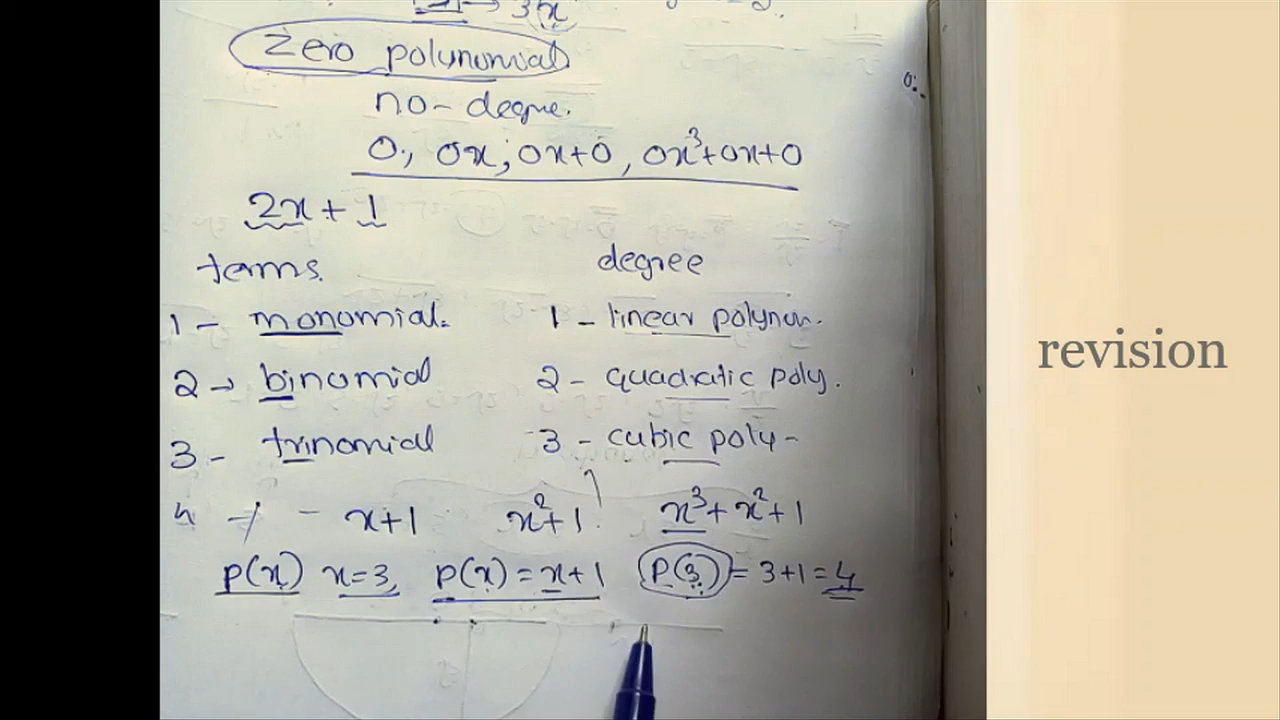 3x
Zero polynomial
no-degree.
0, 0x, 0x+0, 0x³+0x+0
2x + 1
terms. degree
1 - monomial. 1 - linear polynom.
2 → binomial 2 - quadratic poly.
3 - trinomial 3 - cubic poly-
4 - x+1 x²+1 x³+x²+1
p(x) x=3, p(x)=x+1 p(3)=3+1=4
revision